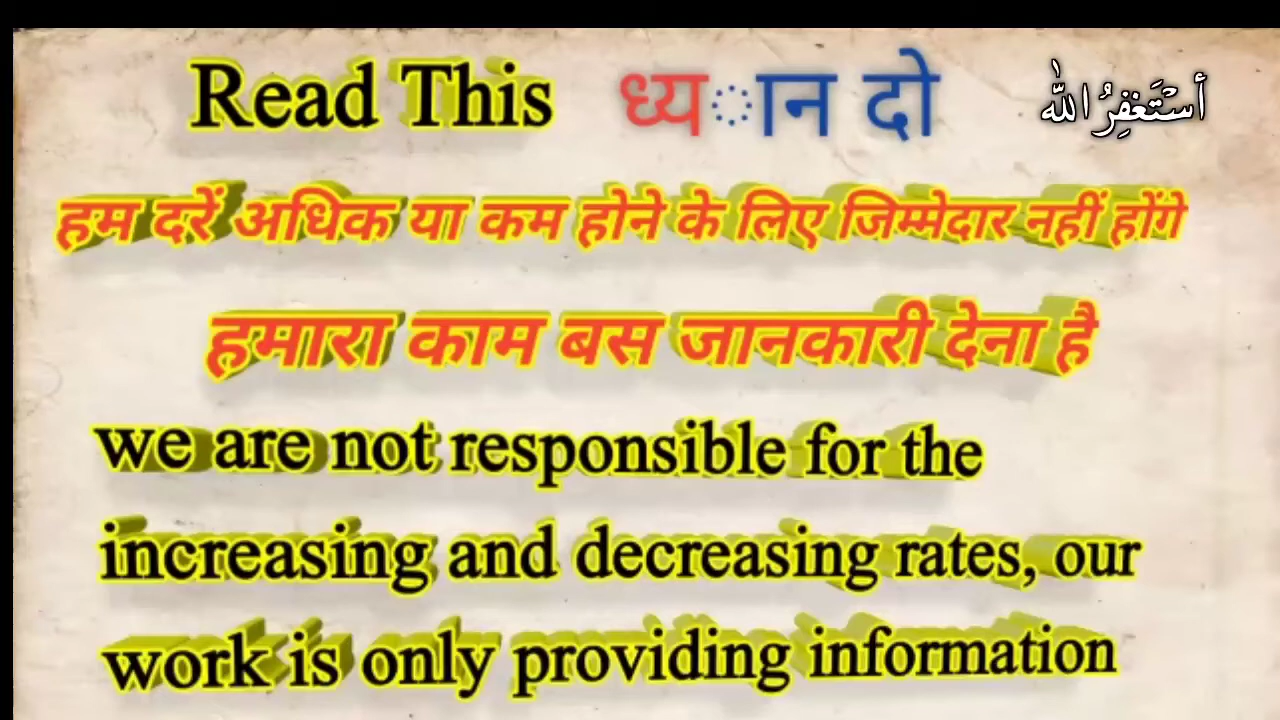 Read This ध्य◌ान दो أَسْتَغْفِرُ اللّٰه
हम दरें अधिक या कम होने के लिए जिम्मेदार नहीं होंगे
हमारा काम बस जानकारी देना है
we are not responsible for the
increasing and decreasing rates, our
work is only providing information